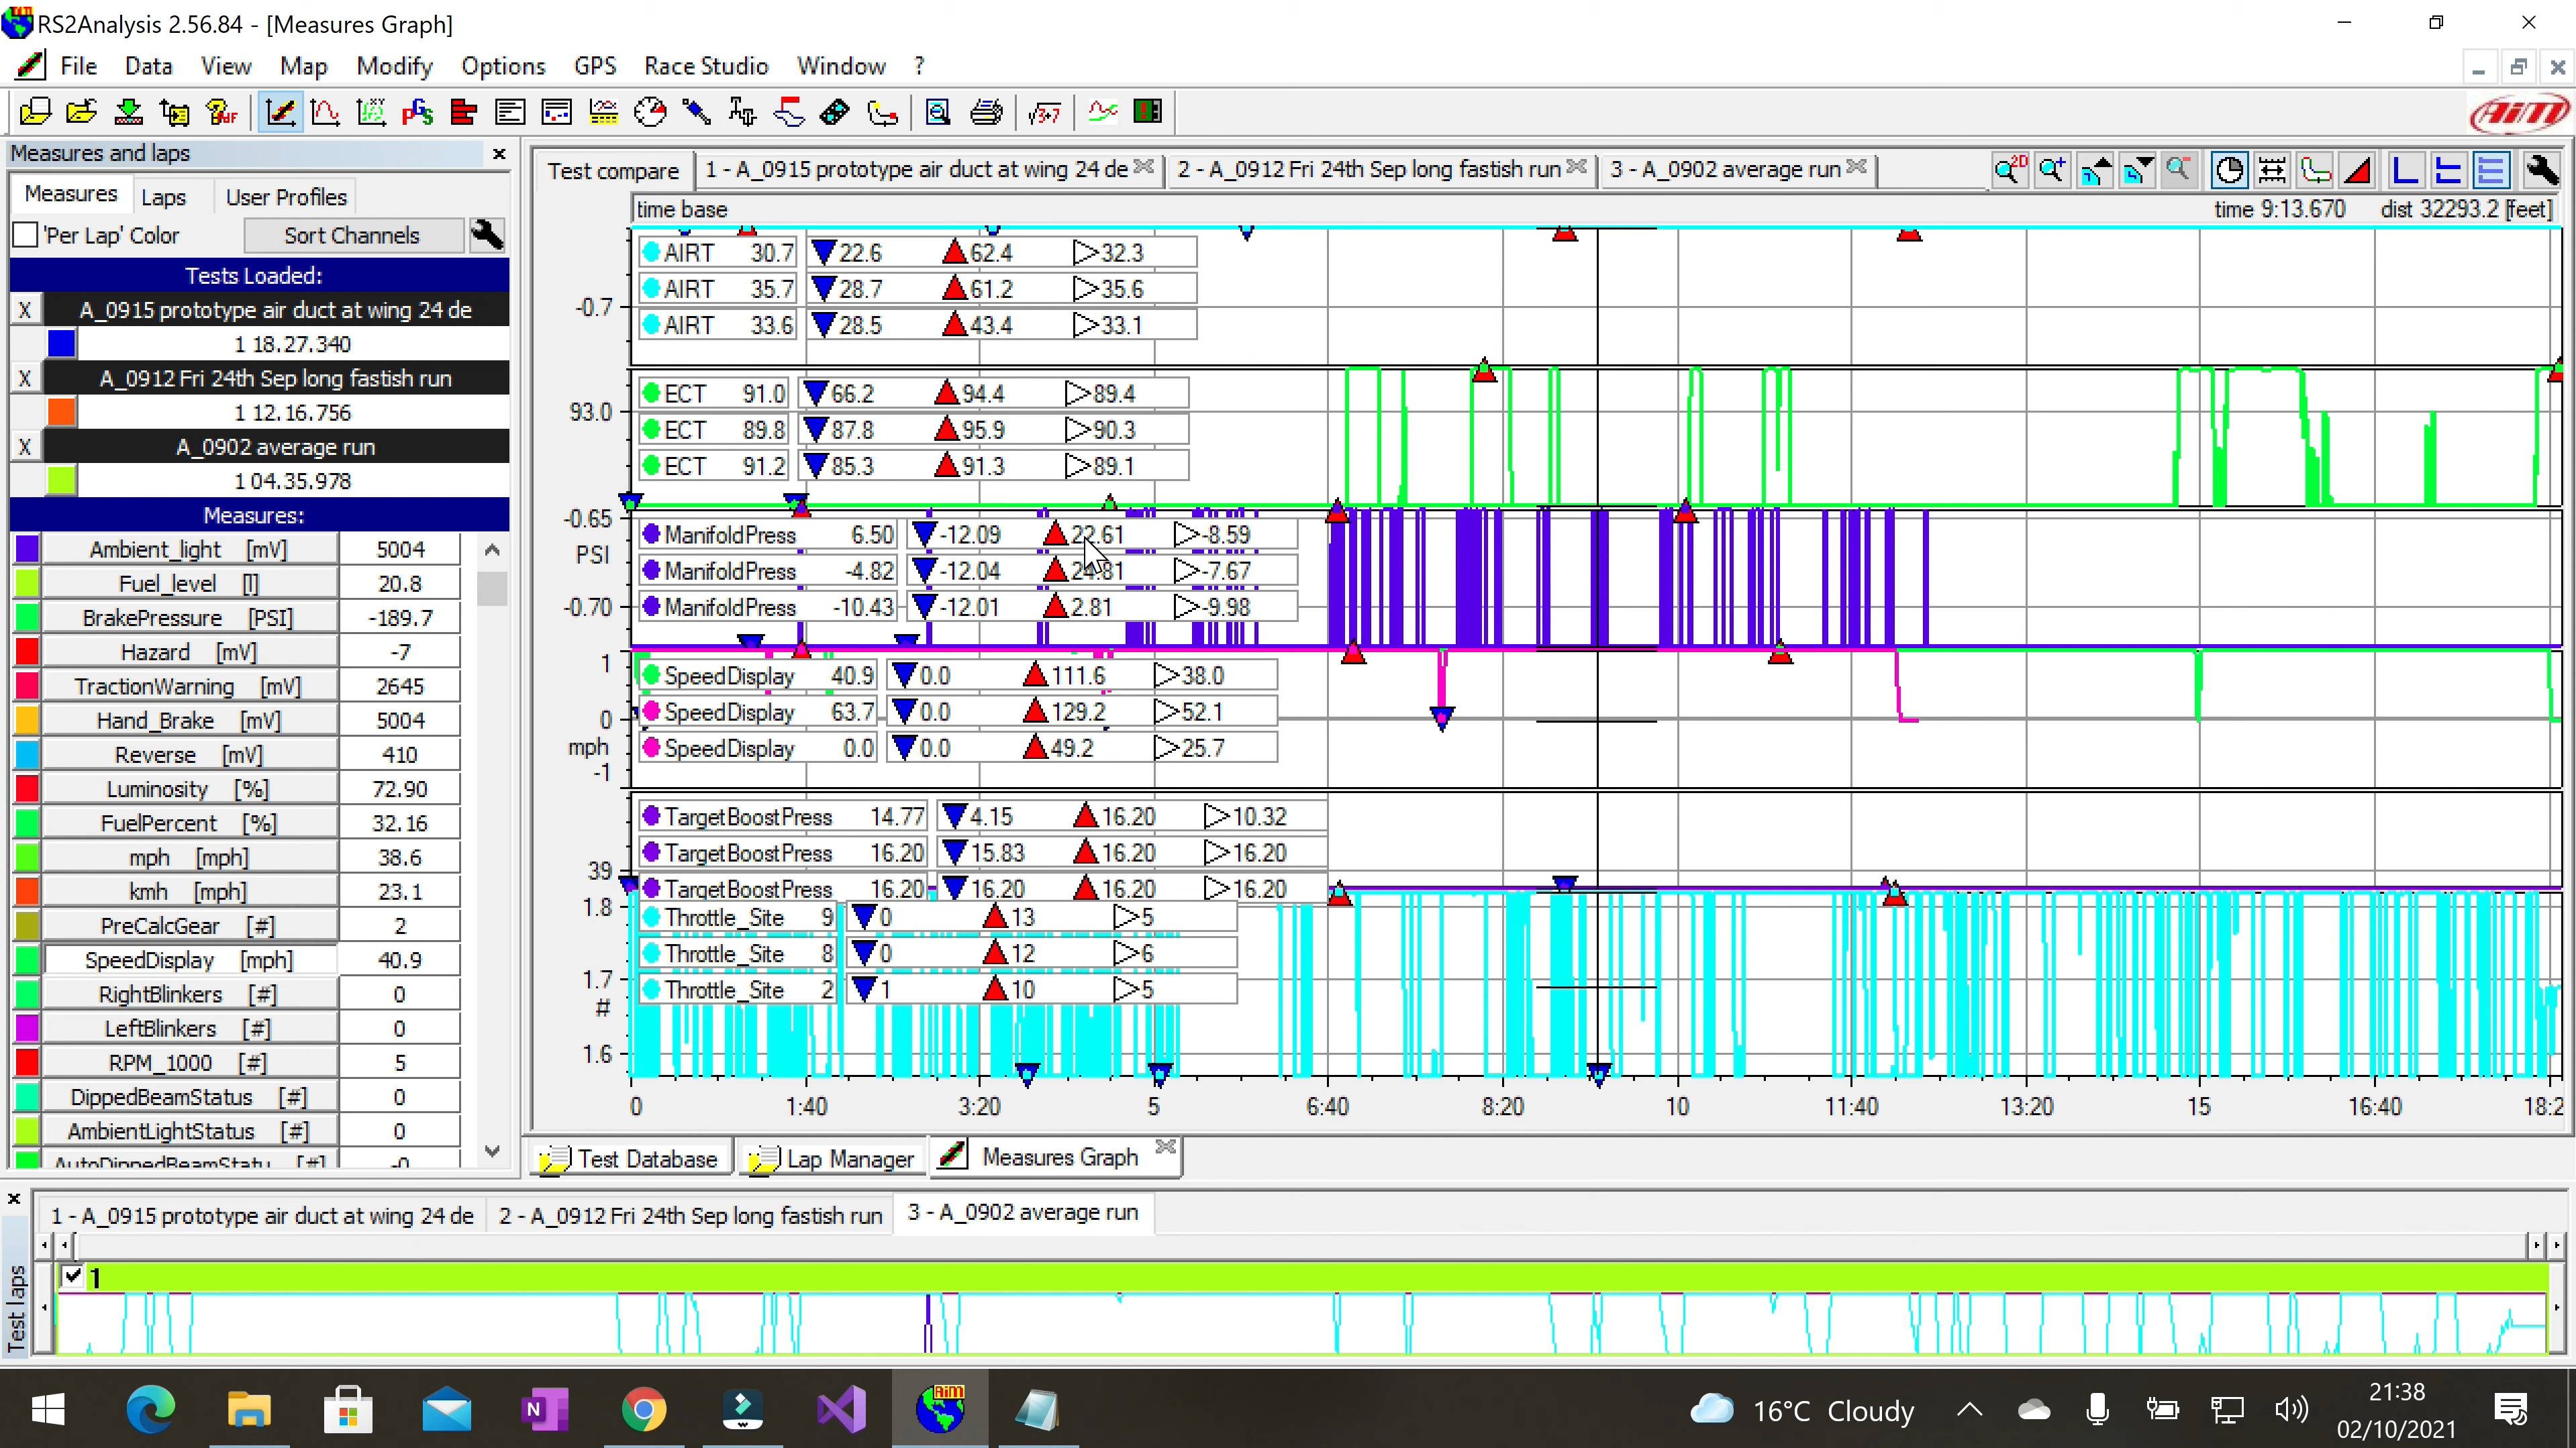 RS2Analysis 2.56.84 - [Measures Graph]
File Data View Map Modify Options GPS Race Studio Window ?
AiM
Measures and laps
Measures Laps User Profiles
'Per Lap' Color Sort Channels
Tests Loaded:
X A_0915 prototype air duct at wing 24 de
1 18.27.340
X A_0912 Fri 24th Sep long fastish run
1 12.16.756
X A_0902 average run
1 04.35.978
Measures:
Ambient_light [mV] 5004
Fuel_level [l] 20.8
BrakePressure [PSI] -189.7
Hazard [mV] -7
TractionWarning [mV] 2645
Hand_Brake [mV] 5004
Reverse [mV] 410
Luminosity [%] 72.90
FuelPercent [%] 32.16
mph [mph] 38.6
kmh [mph] 23.1
PreCalcGear [#] 2
SpeedDisplay [mph] 40.9
RightBlinkers [#] 0
LeftBlinkers [#] 0
RPM_1000 [#] 5
DippedBeamStatus [#] 0
AmbientLightStatus [#] 0
AutoDippedBeamStatu [#] -0
Test compare 1 - A_0915 prototype air duct at wing 24 de 2 - A_0912 Fri 24th Sep long fastish run 3 - A_0902 average run
time base time 9:13.670 dist 32293.2 [feet]
AIRT 30.7 22.6 62.4 32.3
AIRT 35.7 28.7 61.2 35.6
-0.7
AIRT 33.6 28.5 43.4 33.1
ECT 91.0 66.2 94.4 89.4
93.0
ECT 89.8 87.8 95.9 90.3
ECT 91.2 85.3 91.3 89.1
-0.65
ManifoldPress 6.50 -12.09 22.61 -8.59
PSI
ManifoldPress -4.82 -12.04 24.81 -7.67
-0.70
ManifoldPress -10.43 -12.01 2.81 -9.98
1
SpeedDisplay 40.9 0.0 111.6 38.0
0
SpeedDisplay 63.7 0.0 129.2 52.1
mph
SpeedDisplay 0.0 0.0 49.2 25.7
-1
TargetBoostPress 14.77 4.15 16.20 10.32
TargetBoostPress 16.20 15.83 16.20 16.20
39
TargetBoostPress 16.20 16.20 16.20 16.20
1.8
Throttle_Site 9 0 13 5
Throttle_Site 8 0 12 6
1.7
Throttle_Site 2 1 10 5
#
1.6
0 1:40 3:20 5 6:40 8:20 10 11:40 13:20 15 16:40 18:2
Test Database Lap Manager Measures Graph
1 - A_0915 prototype air duct at wing 24 de 2 - A_0912 Fri 24th Sep long fastish run 3 - A_0902 average run
1
Test laps
16°C Cloudy
21:38
02/10/2021